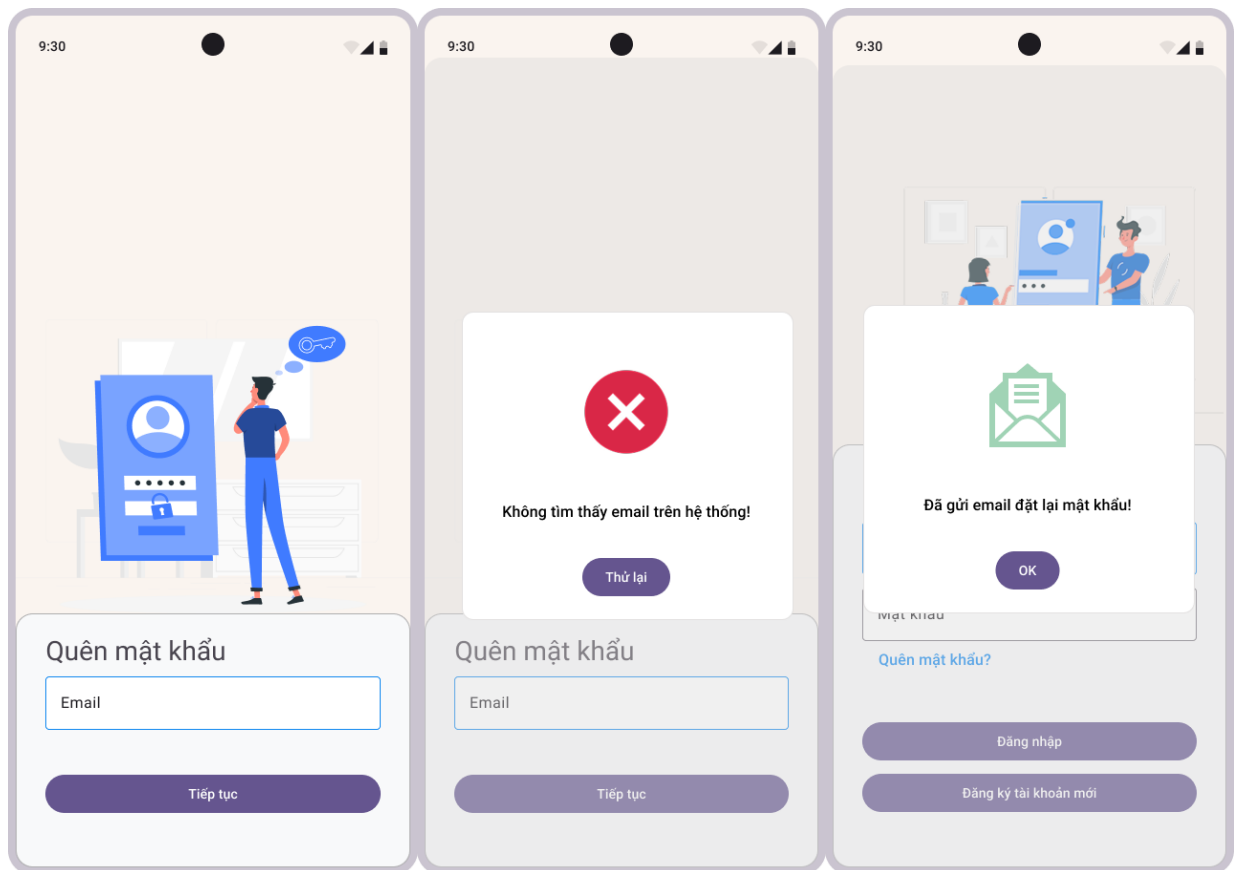 9:30
Quên mật khẩu
Email
Tiếp tục
9:30
Không tìm thấy email trên hệ thống!
Thử lại
Quên mật khẩu
Email
Tiếp tục
9:30
Đã gửi email đặt lại mật khẩu!
OK
Mật khẩu
Quên mật khẩu?
Đăng nhập
Đăng ký tài khoản mới